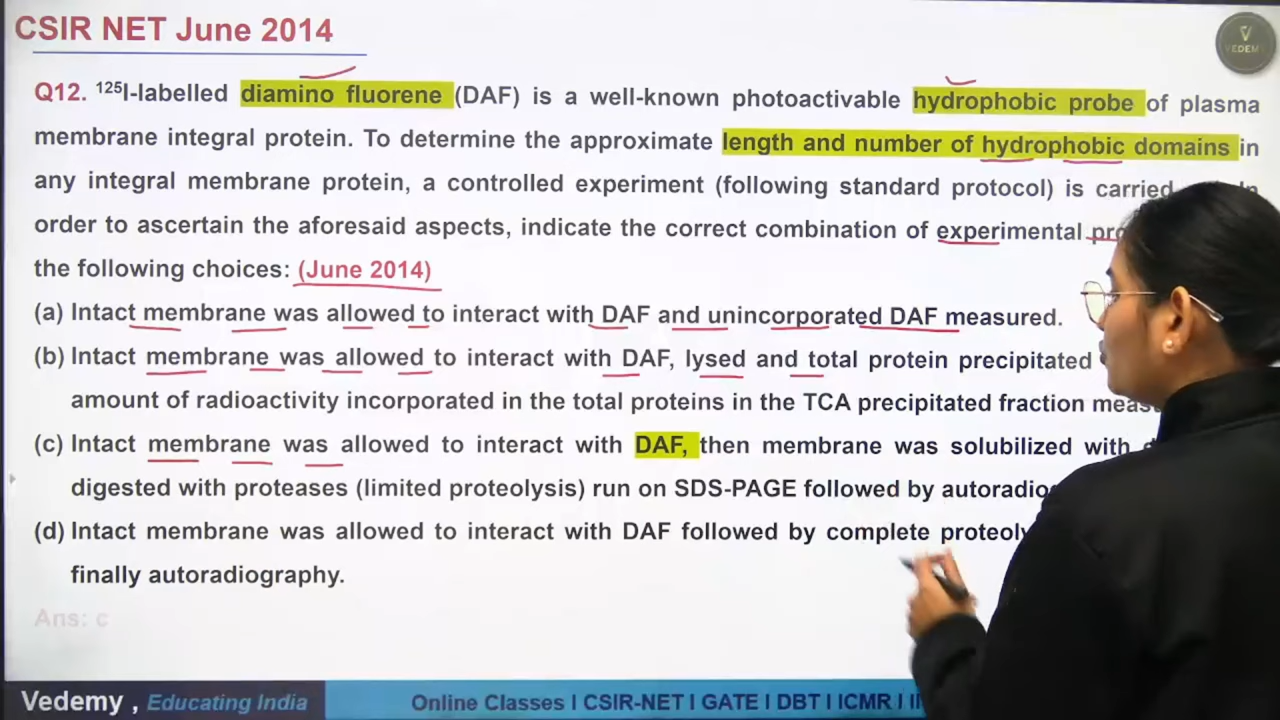 CSIR NET June 2014
VEDEMY
Q12. ¹²⁵I-labelled diamino fluorene (DAF) is a well-known photoactivable hydrophobic probe of plasma
membrane integral protein. To determine the approximate length and number of hydrophobic domains in
any integral membrane protein, a controlled experiment (following standard protocol) is carried
order to ascertain the aforesaid aspects, indicate the correct combination of experimental
the following choices: (June 2014)
(a) Intact membrane was allowed to interact with DAF and unincorporated DAF measured.
(b) Intact membrane was allowed to interact with DAF, lysed and total protein precipitated
amount of radioactivity incorporated in the total proteins in the TCA precipitated fraction
(c) Intact membrane was allowed to interact with DAF, then membrane was solubilized with
digested with proteases (limited proteolysis) run on SDS-PAGE followed by
(d) Intact membrane was allowed to interact with DAF followed by complete
finally autoradiography.
Ans: c
Vedemy , Educating India
Online Classes I CSIR-NET I GATE I DBT I ICMR I